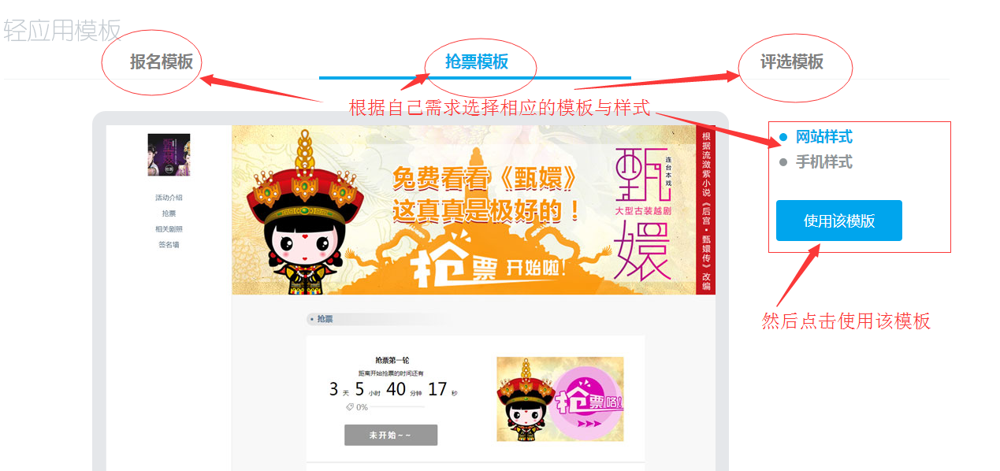 轻应用模板
报名模板
抢票模板
评选模板
根据自己需求选择相应的模板与样式
网站样式
手机样式
使用该模版
然后点击使用该模板
甄嬛
活动介绍
抢票
相关剧照
签名墙
免费看看《甄嬛》
这真真是极好的！
抢票开始啦！
甄嬛
连台本戏
大型古装越剧
根据流潋紫小说《后宫·甄嬛传》改编
• 抢票
抢票第一轮
距离开始抢票的时间还有
3 天 5 小时 40 分钟 17 秒
0%
未开始~~
抢票咯!